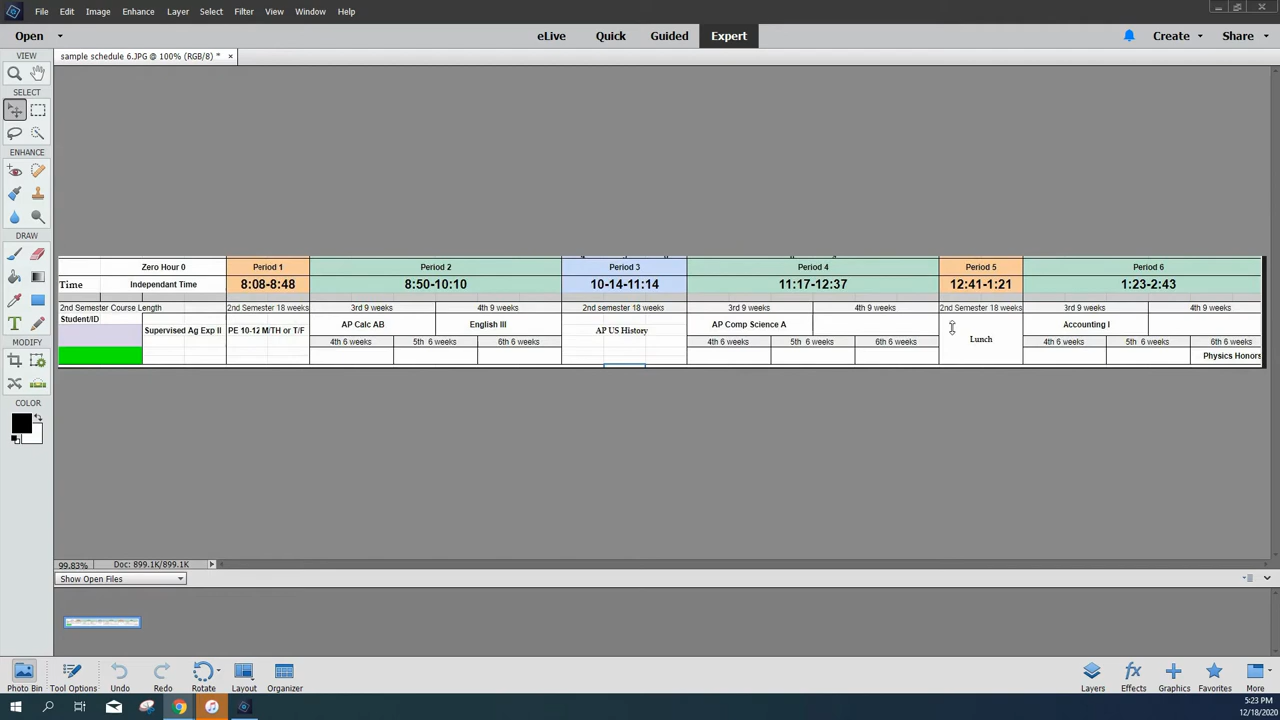 File Edit Image Enhance Layer Select Filter View Window Help
Open eLive Quick Guided Expert Create Share
VIEW sample schedule 6.JPG @ 100% (RGB/8) * ×
SELECT
ENHANCE
DRAW
MODIFY
COLOR
Zero Hour 0 Period 1 Period 2 Period 3 Period 4 Period 5 Period 6
Time Independant Time 8:08-8:48 8:50-10:10 10-14-11:14 11:17-12:37 12:41-1:21 1:23-2:43
2nd Semester Course Length 2nd Semester 18 weeks 3rd 9 weeks 4th 9 weeks 2nd semester 18 weeks 3rd 9 weeks 4th 9 weeks 2nd Semester 18 weeks 3rd 9 weeks 4th 9 weeks
Student/ID Supervised Ag Exp II PE 10-12 M/TH or T/F AP Calc AB English III AP US History AP Comp Science A Lunch Accounting I
4th 6 weeks 5th 6 weeks 6th 6 weeks 4th 6 weeks 5th 6 weeks 6th 6 weeks 4th 6 weeks 5th 6 weeks 6th 6 weeks
Physics Honors
99.83% Doc: 899.1K/899.1K
Show Open Files
Photo Bin Tool Options Undo Redo Rotate Layout Organizer Layers Effects Graphics Favorites More
5:23 PM
12/18/2020